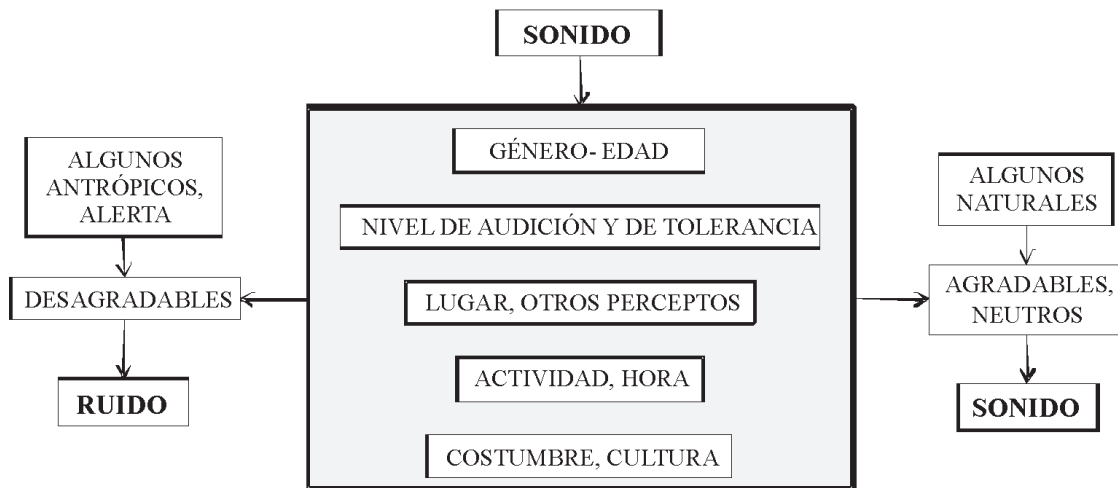 SONIDO
GÉNERO- EDAD
NIVEL DE AUDICIÓN Y DE TOLERANCIA
LUGAR, OTROS PERCEPTOS
ACTIVIDAD, HORA
COSTUMBRE, CULTURA
ALGUNOS
ANTRÓPICOS,
ALERTA
DESAGRADABLES
RUIDO
ALGUNOS
NATURALES
AGRADABLES,
NEUTROS
SONIDO